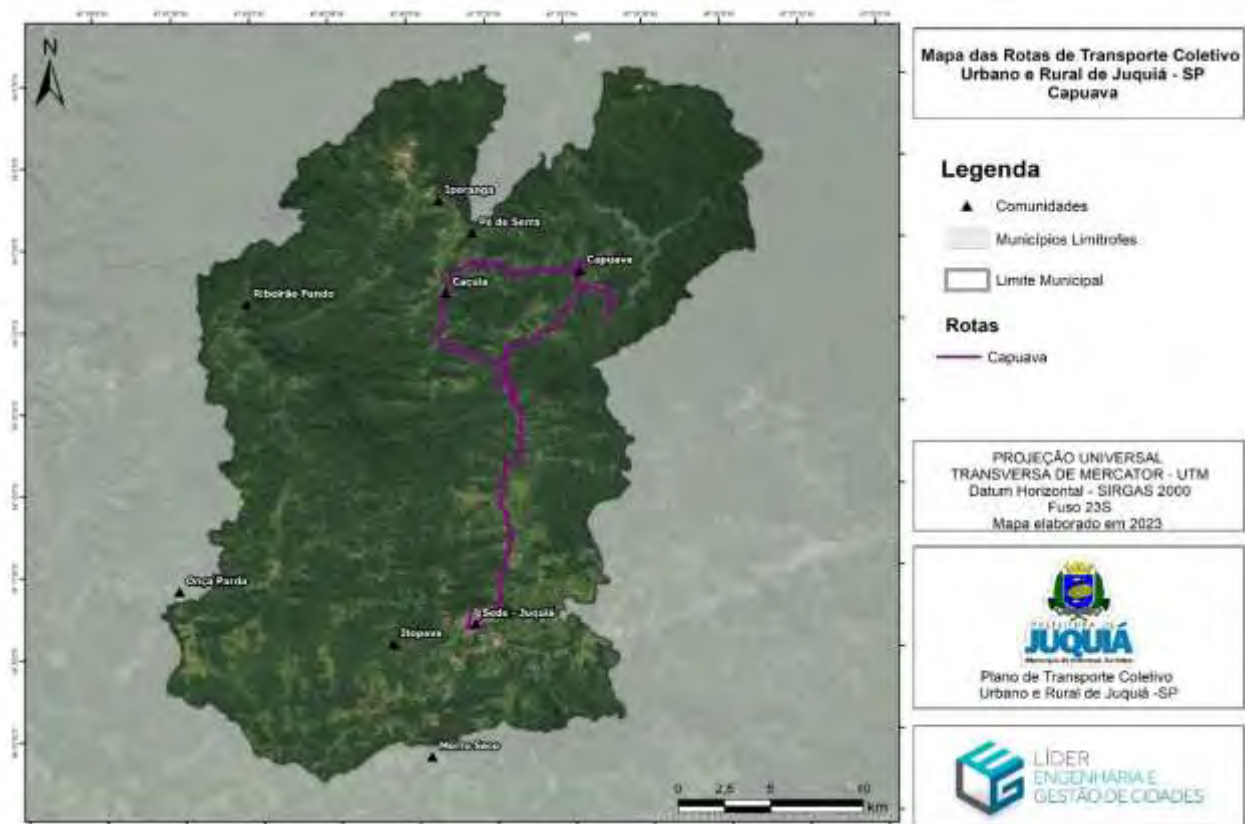 Mapa das Rotas de Transporte Coletivo
Urbano e Rural de Juquiá - SP
Capuava
Legenda
Comunidades
Municípios Limítrofes
Limite Municipal
Rotas
Capuava
PROJEÇÃO UNIVERSAL
TRANSVERSA DE MERCATOR - UTM
Datum Horizontal - SIRGAS 2000
Fuso 23S
Mapa elaborado em 2023
JUQUIÁ
Plano de Transporte Coletivo
Urbano e Rural de Juquiá -SP
LÍDER
ENGENHARIA E
GESTÃO DE CIDADES
N
Iporanga
Pé da Serra
Capuava
Ribeirão Fundo
Onça Parda
Sede - Juquiá
Morro Seco
0 2,5 5 10
km